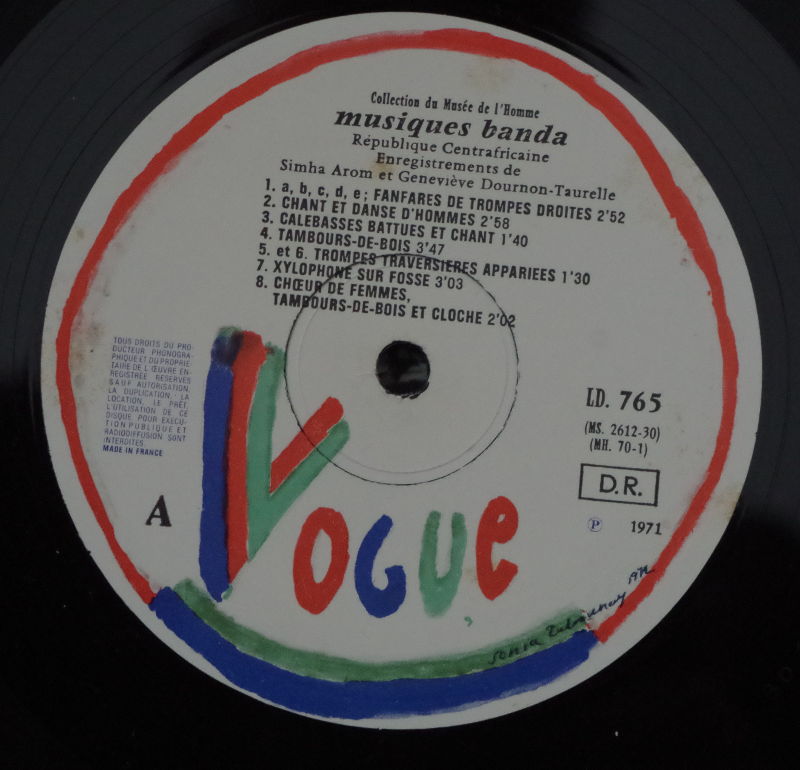 Collection du Musée de l'Homme
musiques banda
République Centrafricaine
Enregistrements de
Simha Arom et Geneviève Dournon-Taurelle
1. a, b, c, d, e ; FANFARES DE TROMPES DROITES 2'52
2. CHANT ET DANSE D'HOMMES 2'58
3. CALEBASSES BATTUES ET CHANT 1'40
4. TAMBOURS-DE-BOIS 3'47
5. et 6. TROMPES TRAVERSIERES APPARIEES 1'30
7. XYLOPHONE SUR FOSSE 3'03
8. CHŒUR DE FEMMES,
TAMBOURS-DE-BOIS ET CLOCHE 2'02
TOUS DROITS DU PRO-
DUCTEUR PHONOGRA-
PHIQUE ET DU PROPRIE-
TAIRE DE L'ŒUVRE EN-
REGISTREE RESERVES
SAUF AUTORISATION,
LA DUPLICATION, LA
LOCATION, LE PRET,
L'UTILISATION DE CE
DISQUE POUR EXECU-
TION PUBLIQUE ET
RADIODIFFUSION SONT
INTERDITES.
MADE IN FRANCE
LD. 765
(MS. 2612-30)
(MH. 70-1)
D.R.
℗ 1971
A
VOGUE
Sonia Delaunay